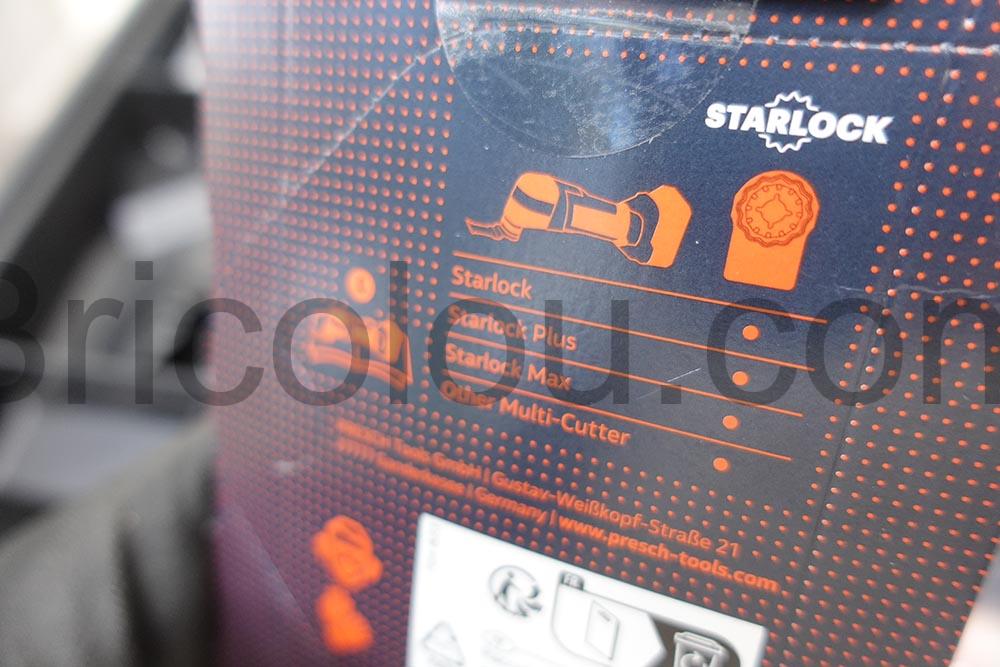 STARLOCK
Starlock
Starlock Plus
Starlock Max
Other Multi-Cutter
Tools GmbH | Gustav-Weißkopf-Straße 21
| Germany | www.presch-tools.com
FR
Bricolou.com